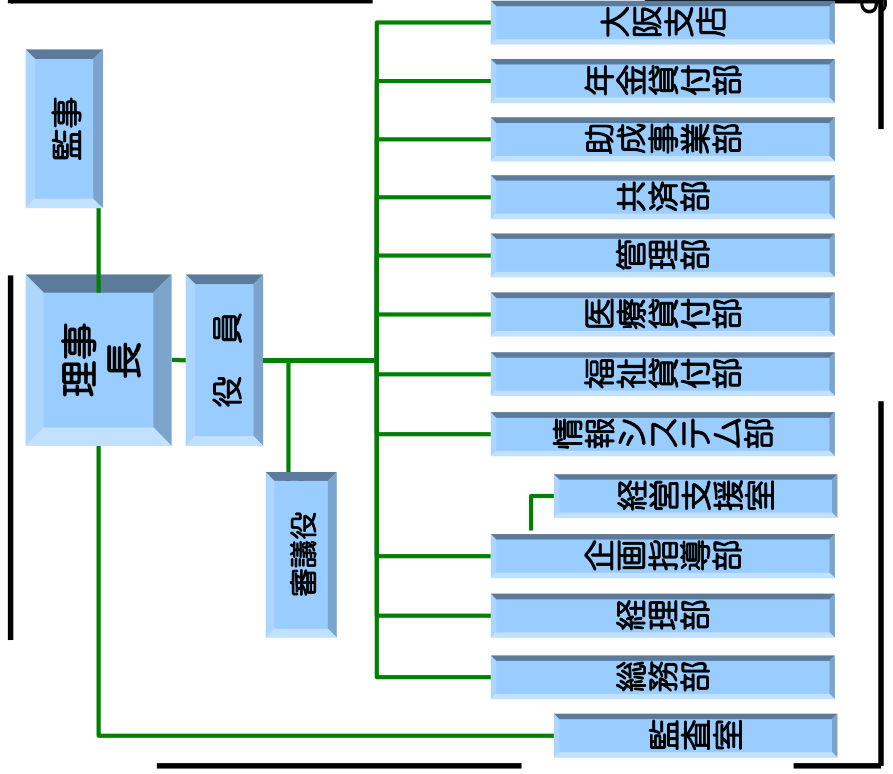 大阪支店
年金貸付部
助成事業部
共済部
管理部
医療貸付部
福祉貸付部
情報システム部
経営支援室
企画指導部
経理部
総務部
監査室
監事
理事
長
役　員
審議役